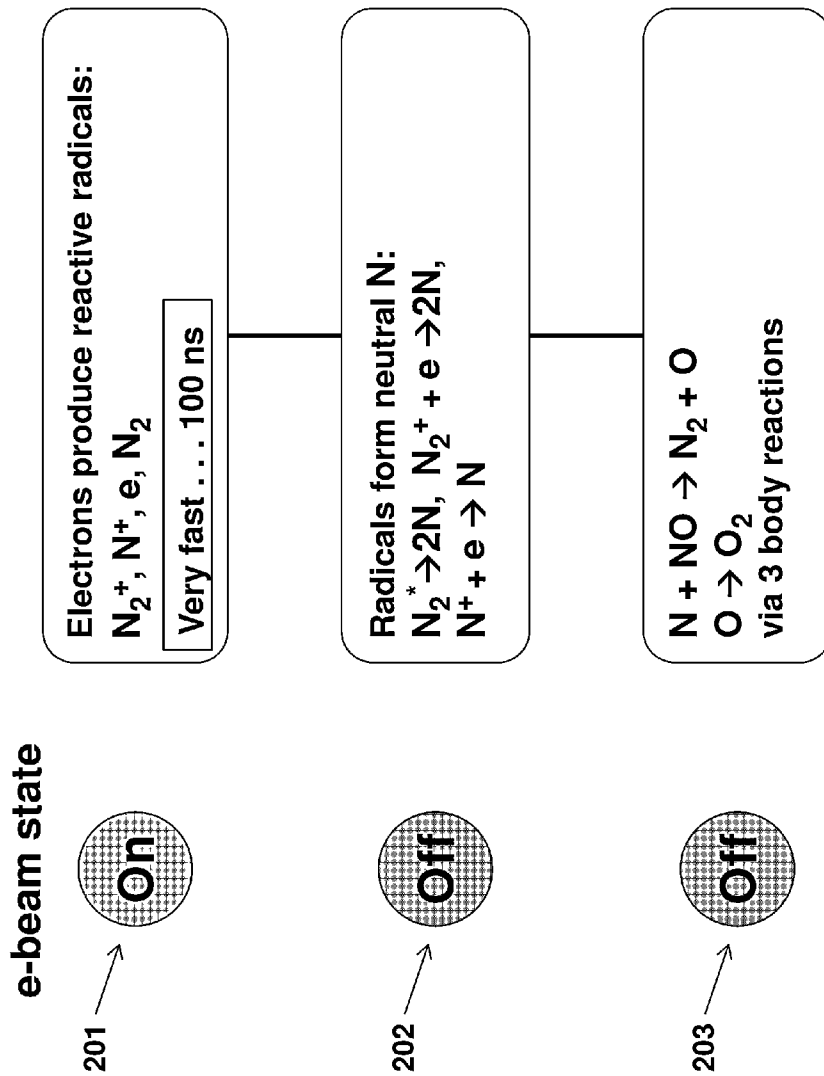 e-beam state
201
On
Electrons produce reactive radicals:
N₂⁺, N⁺, e, N₂
Very fast . . . 100 ns
202
Off
Radicals form neutral N:
N₂* →2N, N₂⁺ + e →2N,
N⁺ + e → N
203
Off
N + NO → N₂ + O
O → O₂
via 3 body reactions